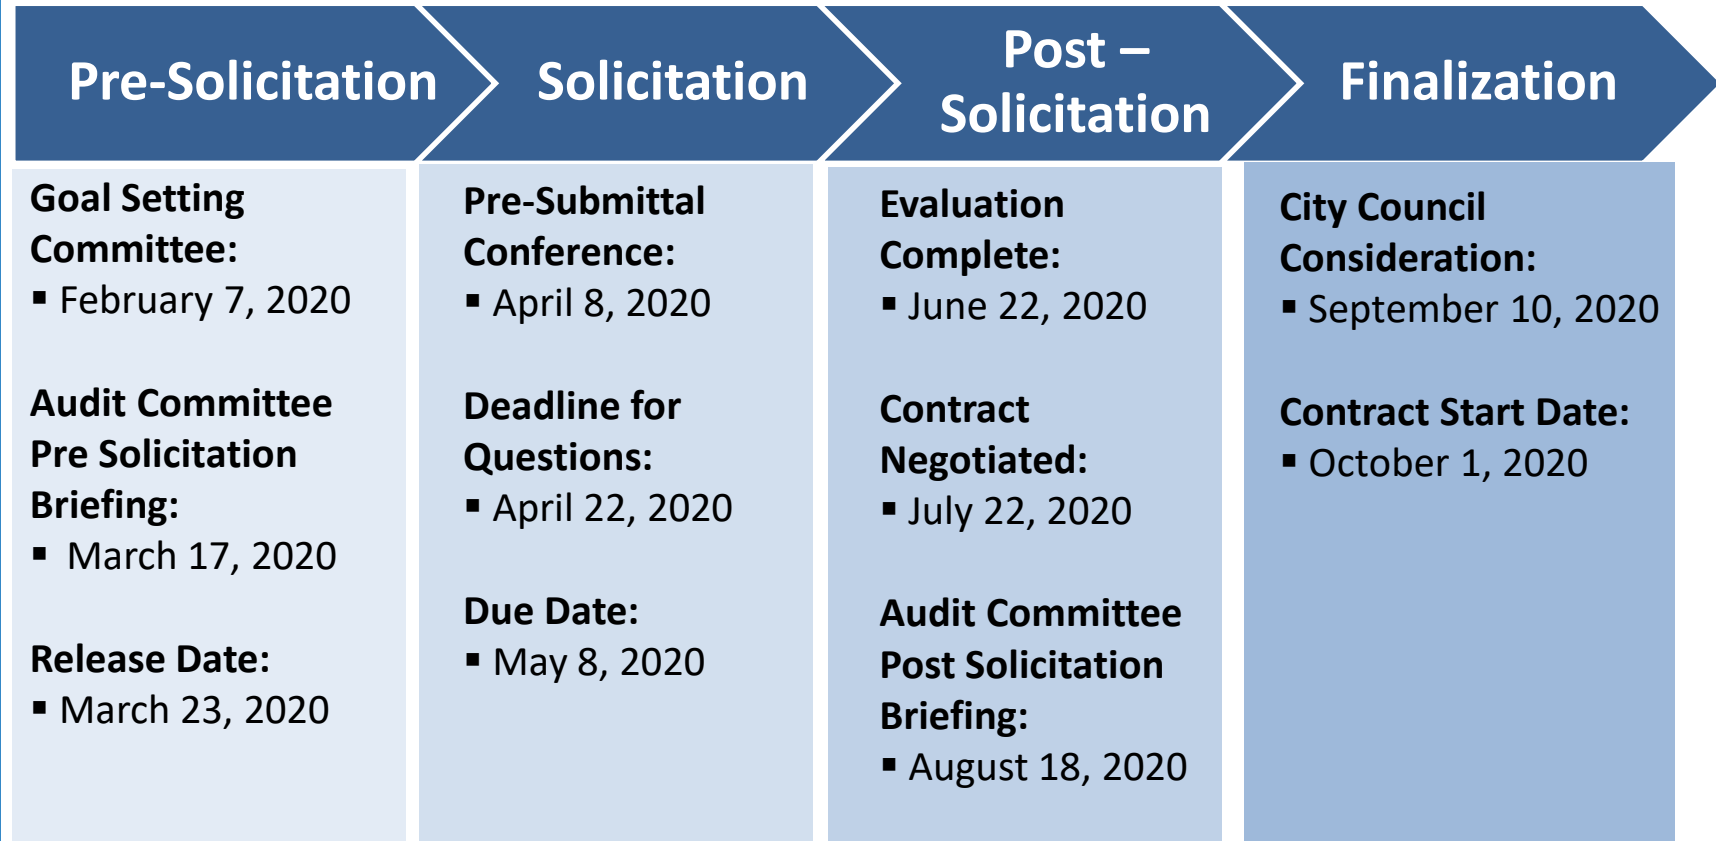 Pre-Solicitation
Solicitation
Post –
Solicitation
Finalization
Goal Setting
Committee:
▪ February 7, 2020
Audit Committee
Pre Solicitation
Briefing:
▪ March 17, 2020
Release Date:
▪ March 23, 2020
Pre-Submittal
Conference:
▪ April 8, 2020
Deadline for
Questions:
▪ April 22, 2020
Due Date:
▪ May 8, 2020
Evaluation
Complete:
▪ June 22, 2020
Contract
Negotiated:
▪ July 22, 2020
Audit Committee
Post Solicitation
Briefing:
▪ August 18, 2020
City Council
Consideration:
▪ September 10, 2020
Contract Start Date:
▪ October 1, 2020